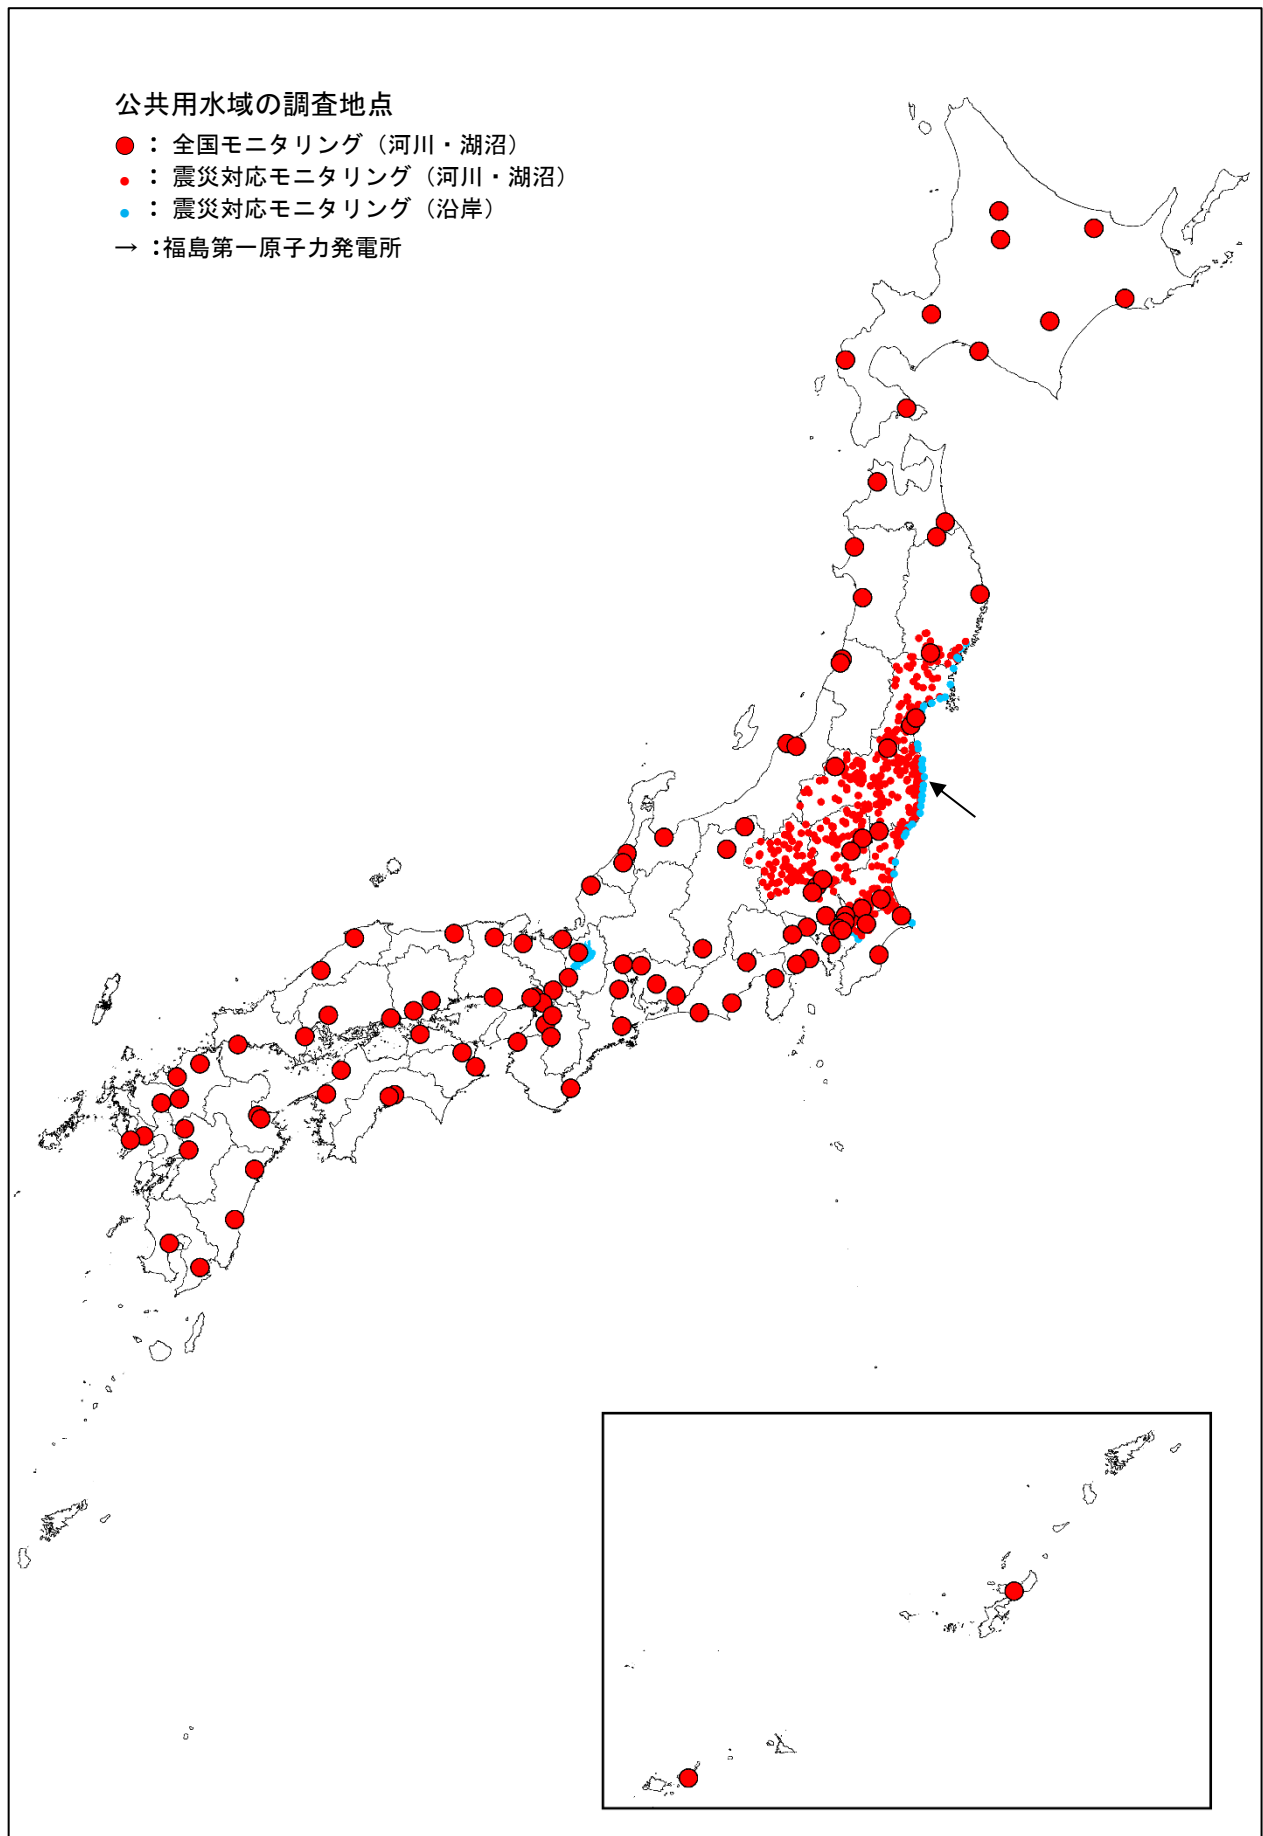 公共用水域の調査地点
● : 全国モニタリング（河川・湖沼）
● : 震災対応モニタリング（河川・湖沼）
● : 震災対応モニタリング（沿岸）
→ :福島第一原子力発電所